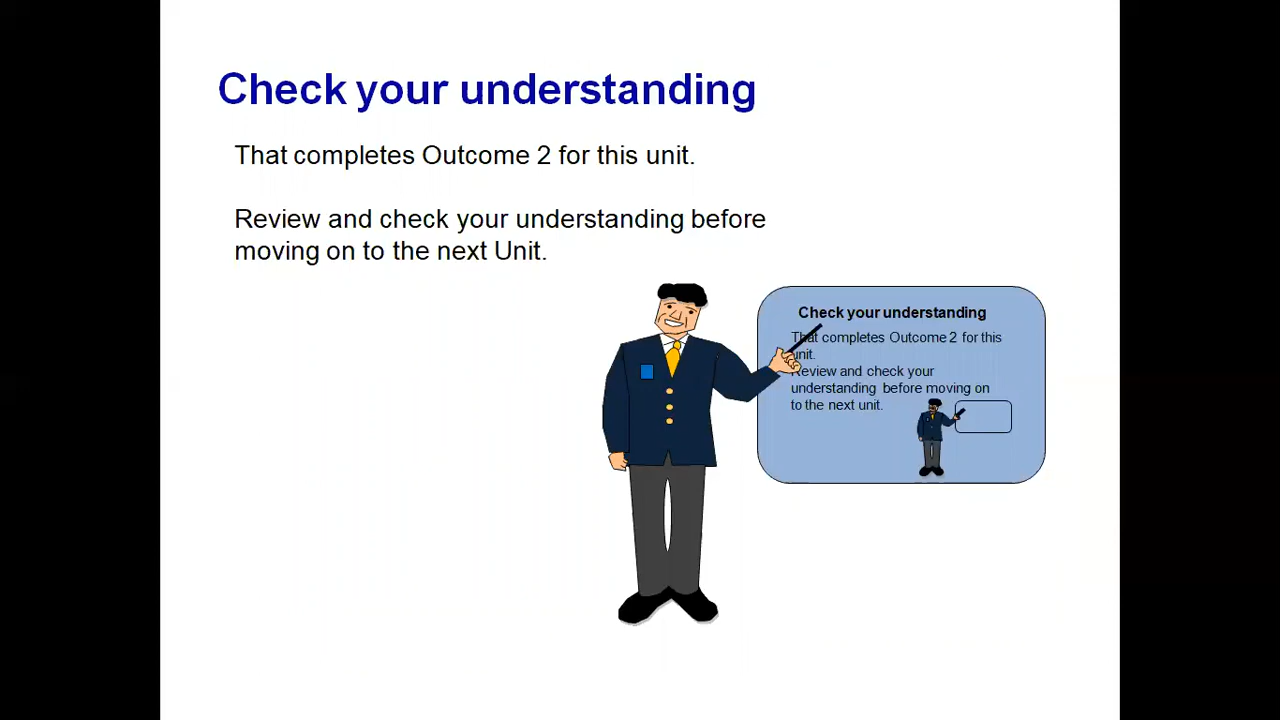 Check your understanding
That completes Outcome 2 for this unit.
Review and check your understanding before
moving on to the next Unit.
Check your understanding
That completes Outcome 2 for this
unit.
Review and check your
understanding before moving on
to the next unit.